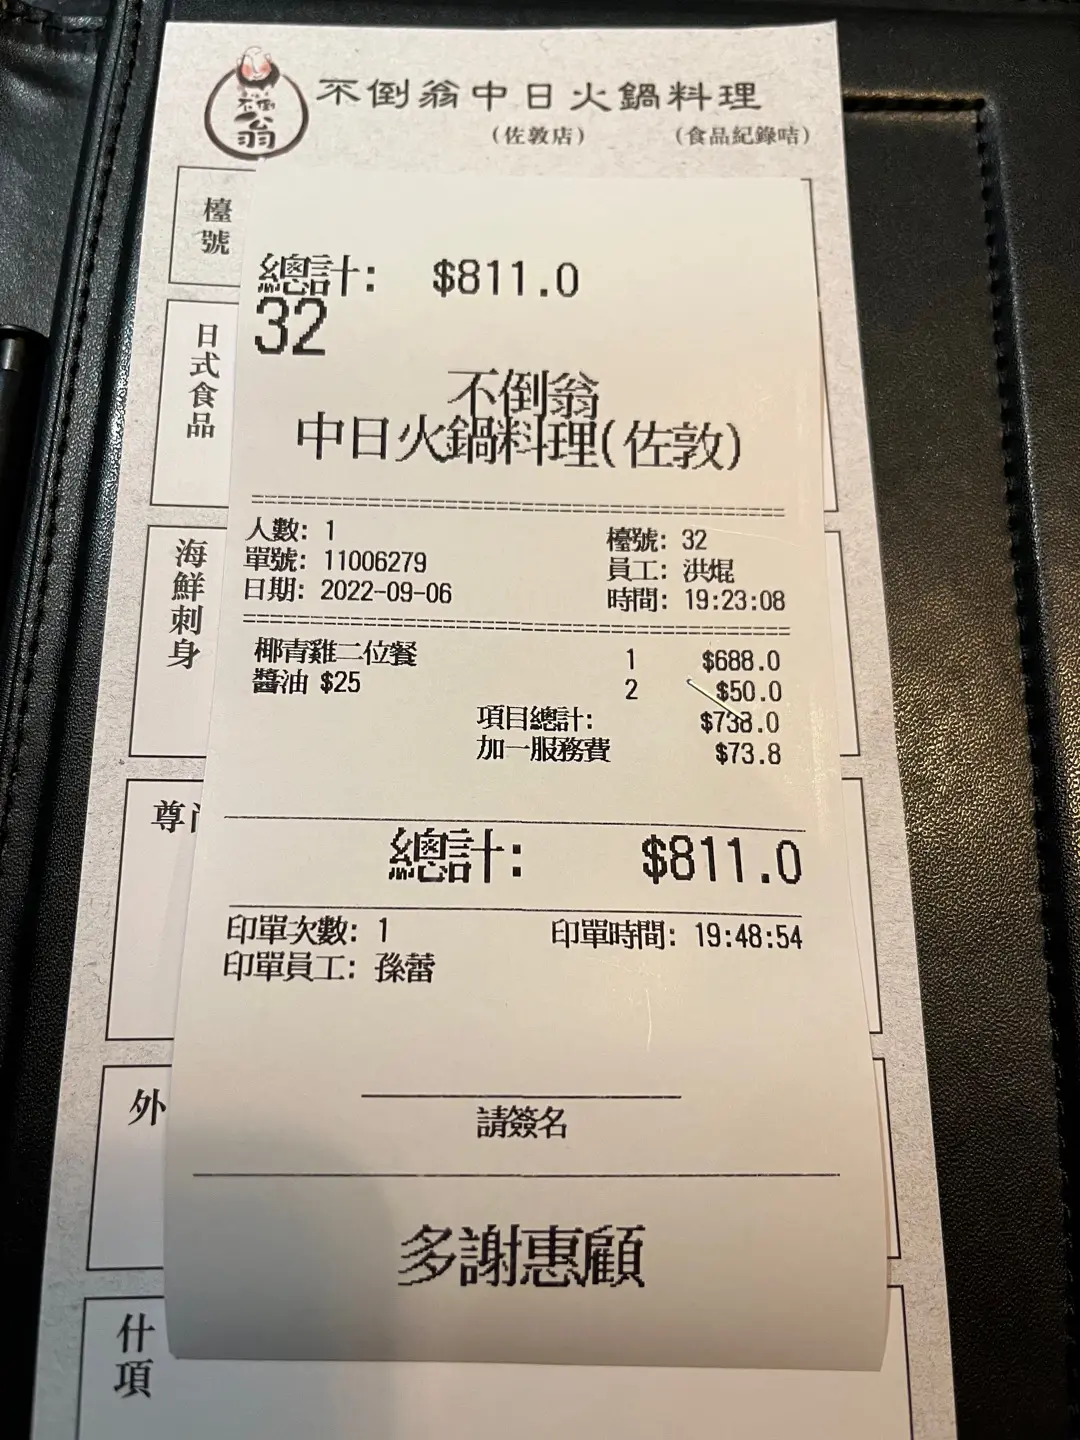 不倒翁
不倒翁中日火鍋料理
(佐敦店) (食品紀錄咭)
檯號
日式食品
海鮮刺身
尊
外
什項
總計: $811.0
32
不倒翁
中日火鍋料理(佐敦)
人數: 1 檯號: 32
單號: 11006279 員工: 洪焜
日期: 2022-09-06 時間: 19:23:08
椰青雞二位餐 1 $688.0
醬油 $25 2 $50.0
項目總計: $738.0
加一服務費 $73.8
總計: $811.0
印單次數: 1 印單時間: 19:48:54
印單員工: 孫蕾
請簽名
多謝惠顧